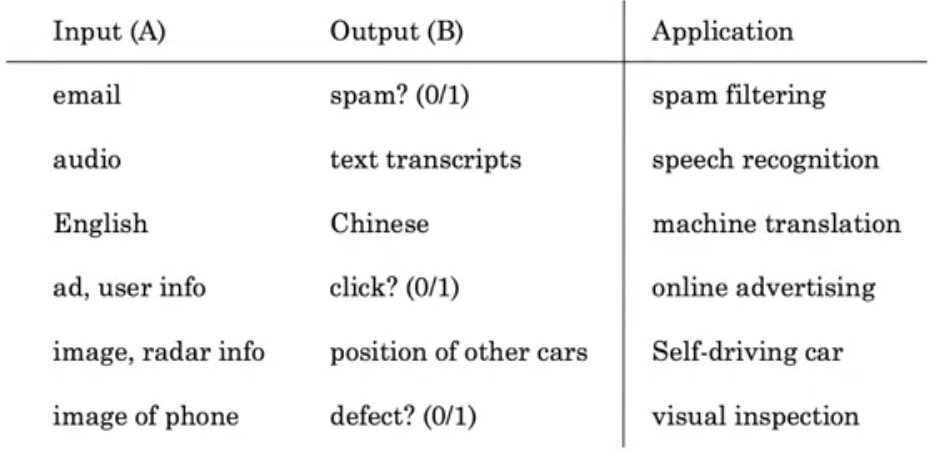 Input (A) Output (B) Application
email spam? (0/1) spam filtering
audio text transcripts speech recognition
English Chinese machine translation
ad, user info click? (0/1) online advertising
image, radar info position of other cars Self-driving car
image of phone defect? (0/1) visual inspection